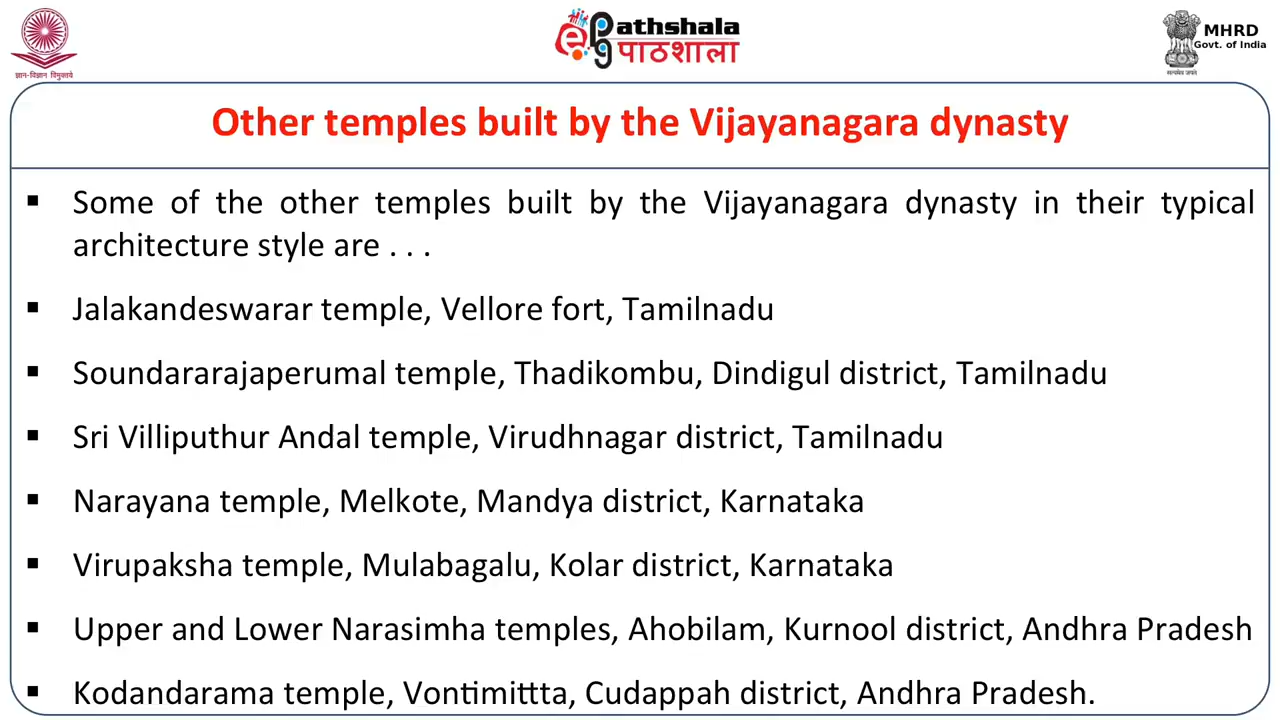 ज्ञान-विज्ञान विमुक्तये
ePathshala
पाठशाला
MHRD
Govt. of India
सत्यमेव जयते
Other temples built by the Vijayanagara dynasty
▪ Some of the other temples built by the Vijayanagara dynasty in their typical
architecture style are . . .
▪ Jalakandeswarar temple, Vellore fort, Tamilnadu
▪ Soundararajaperumal temple, Thadikombu, Dindigul district, Tamilnadu
▪ Sri Villiputhur Andal temple, Virudhnagar district, Tamilnadu
▪ Narayana temple, Melkote, Mandya district, Karnataka
▪ Virupaksha temple, Mulabagalu, Kolar district, Karnataka
▪ Upper and Lower Narasimha temples, Ahobilam, Kurnool district, Andhra Pradesh
▪ Kodandarama temple, Vontimittta, Cudappah district, Andhra Pradesh.